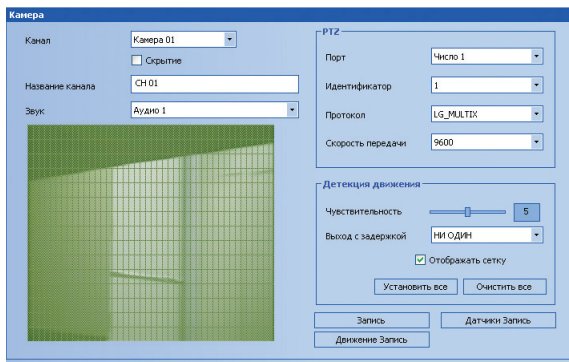 Камера
Канал
Камера 01
Скрытие
Название канала
CH 01
Звук
Аудио 1
PTZ
Порт
Число 1
Идентификатор
1
Протокол
LG_MULTIX
Скорость передачи
9600
Детекция движения
Чувствительность
5
Выход с задержкой
НИ ОДИН
Отображать сетку
Установить все
Очистить все
Запись
Датчики Запись
Движение Запись